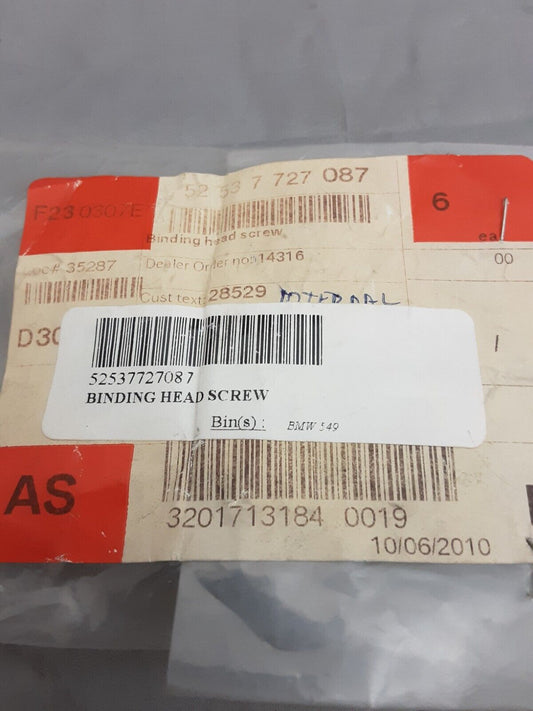 52 53 7 727 087
F23 0307E
6
Binding head screw
ea
Doc# 35287
Dealer Order no514316
00
Cust text: 28529
D30
52537727087
BINDING HEAD SCREW
Bin(s) : BMW 549
AS
3201713184 0019
10/06/2010